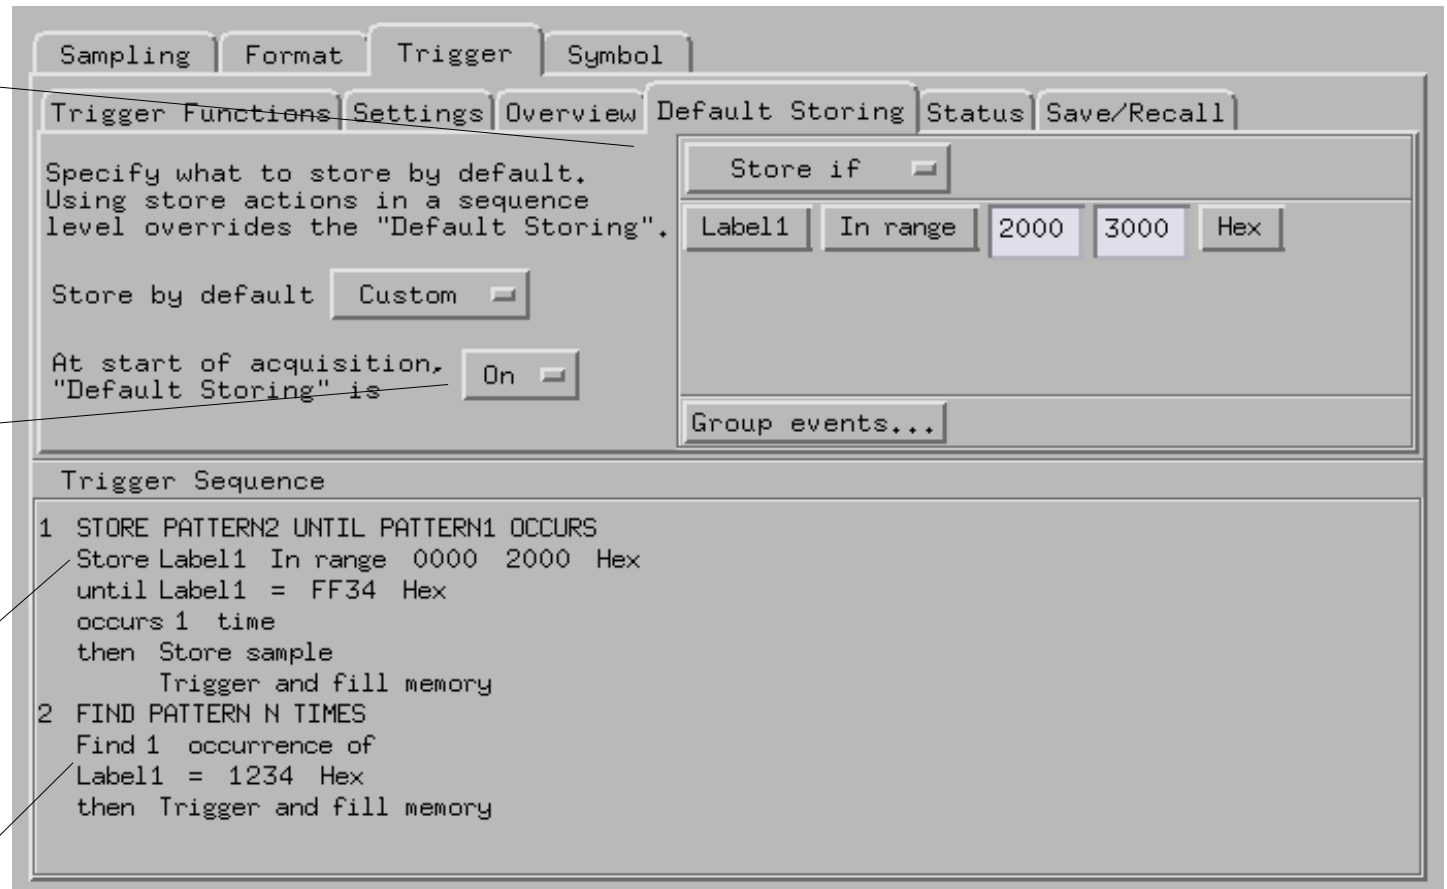 Sampling Format Trigger Symbol
Trigger Functions Settings Overview Default Storing Status Save/Recall
Specify what to store by default.
Using store actions in a sequence
level overrides the "Default Storing".
Store by default Custom
At start of acquisition,
"Default Storing" is On
Store if
Label1 In range 2000 3000 Hex
Group events...
Trigger Sequence
1 STORE PATTERN2 UNTIL PATTERN1 OCCURS
Store Label1 In range 0000 2000 Hex
until Label1 = FF34 Hex
occurs 1 time
then Store sample
Trigger and fill memory
2 FIND PATTERN N TIMES
Find 1 occurrence of
Label1 = 1234 Hex
then Trigger and fill memory